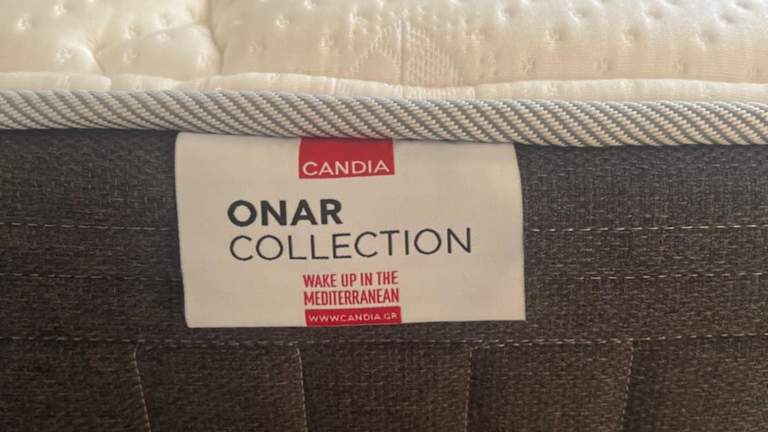 CANDIA
ONAR
COLLECTION
WAKE UP IN THE
MEDITERRANEAN
WWW.CANDIA.GR